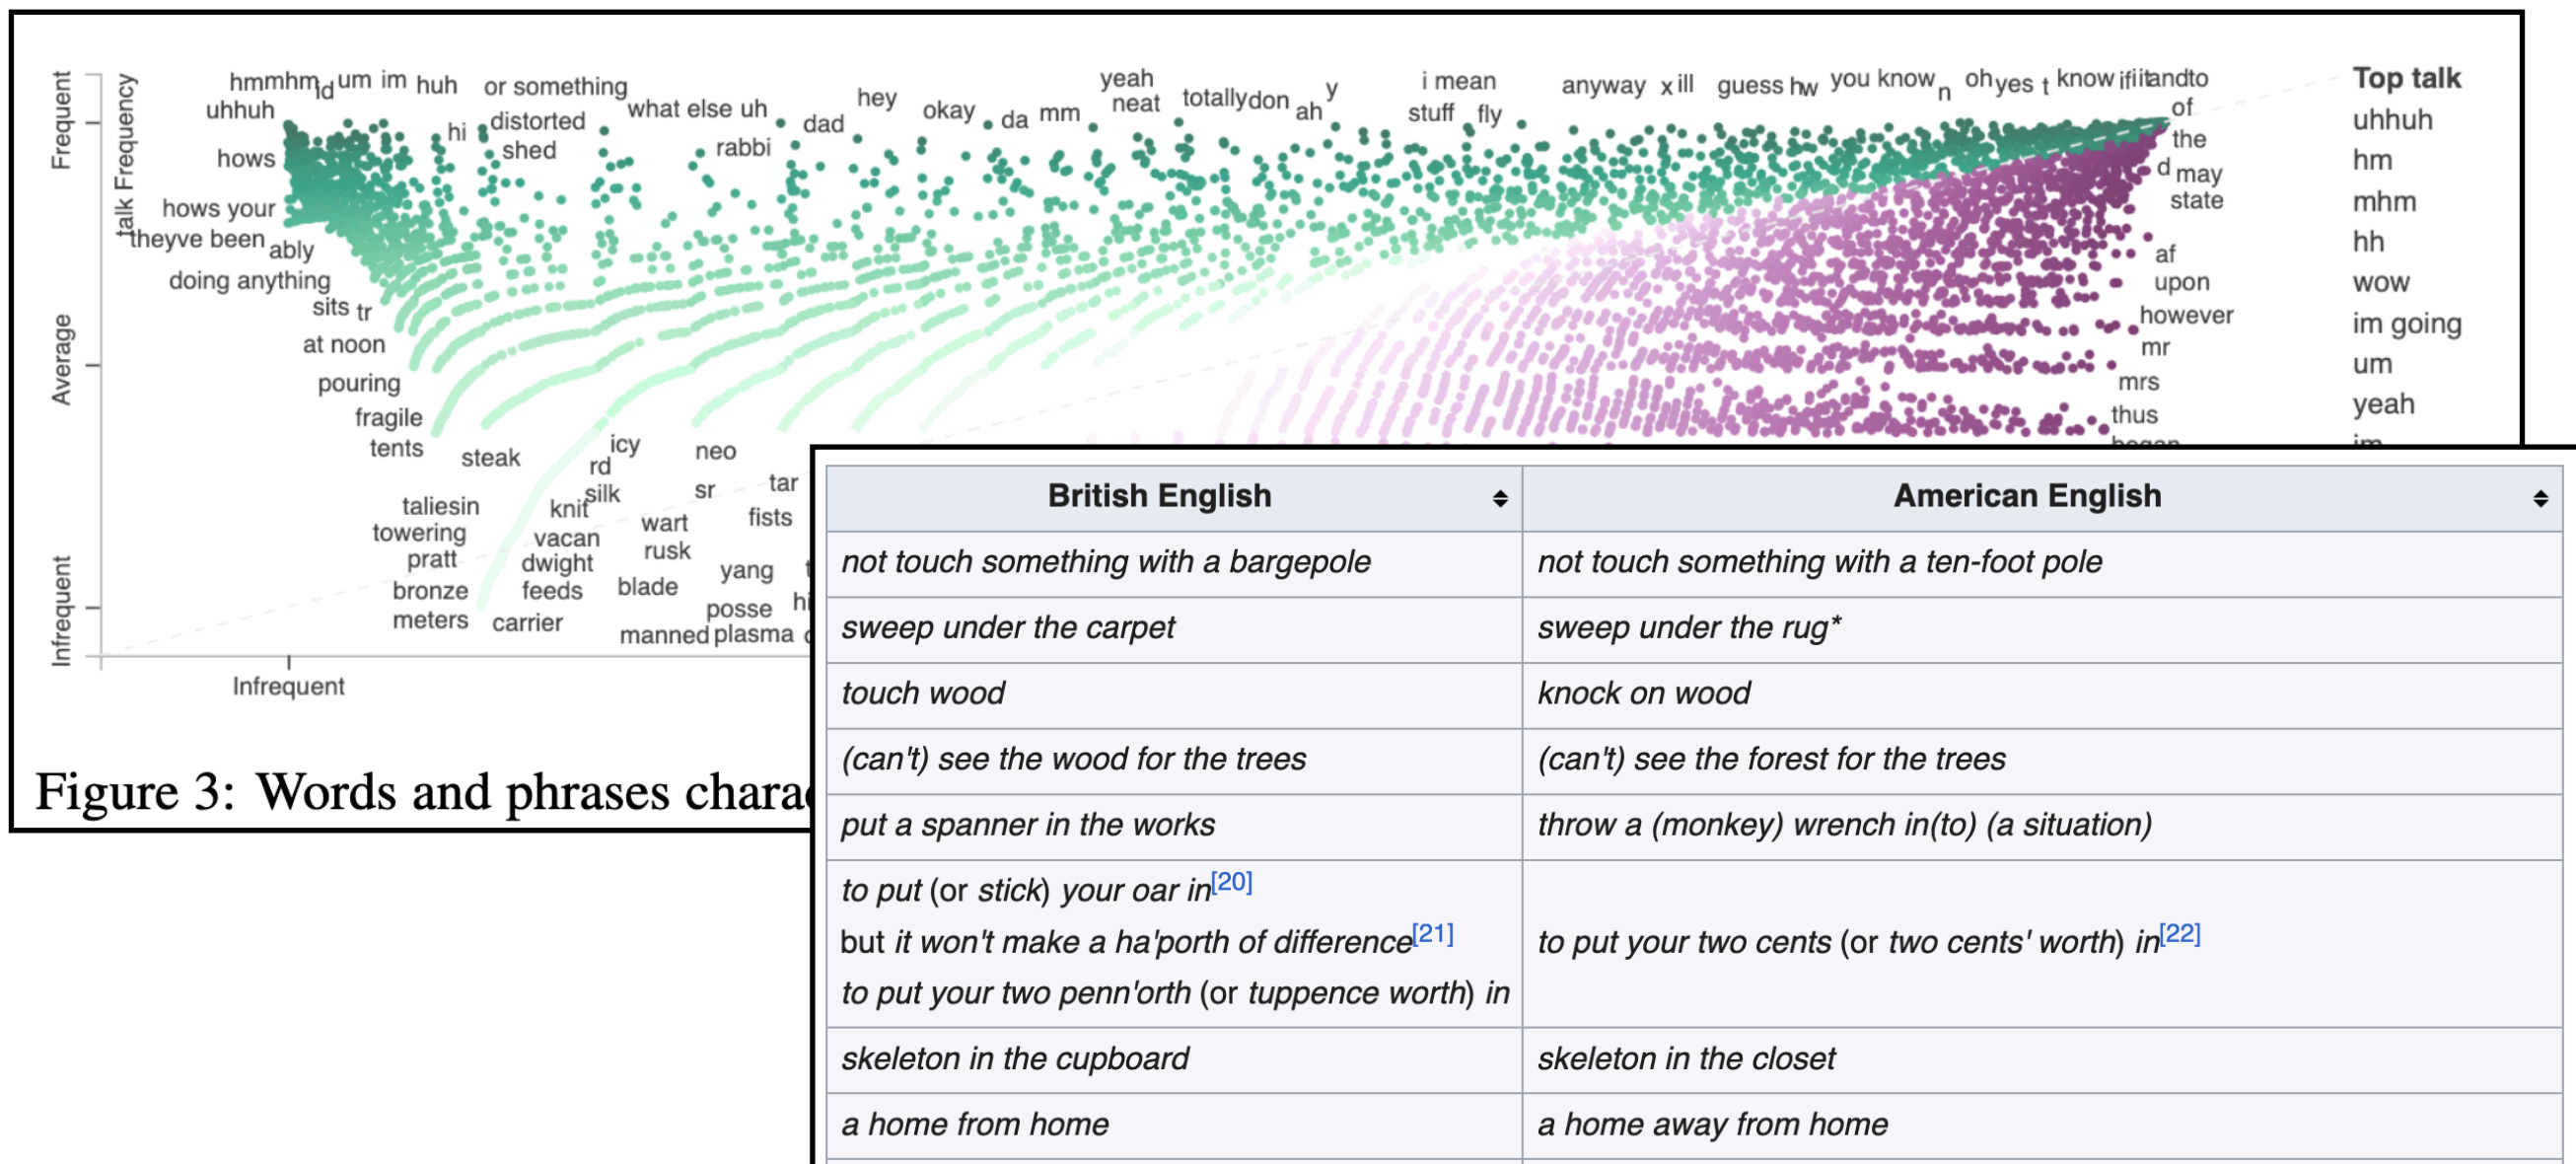 Frequent
Average
Infrequent
talk Frequency
hmmhm id um im huh or something what else uh hey okay da mm yeah neat totally don ah y i mean stuff fly anyway x ill guess hw you know n oh yes t know if i it and to
uhhuh
hi distorted
shed
dad
rabbi
of
the
hows
d may
state
hows your
theyve been ably
af
doing anything
upon
sits tr
however
at noon
mr
pouring
mrs
fragile
thus
tents
began
steak
icy
neo
rd
silk
sr
tar
taliesin
knit
wart
fists
towering
vacan
rusk
pratt
dwight
yang
bronze
feeds
blade
posse
hi
meters
carrier
manned plasma
Infrequent
Top talk
uhhuh
hm
mhm
hh
wow
im going
um
yeah
im
Figure 3: Words and phrases charac
British English American English
not touch something with a bargepole not touch something with a ten-foot pole
sweep under the carpet sweep under the rug*
touch wood knock on wood
(can't) see the wood for the trees (can't) see the forest for the trees
put a spanner in the works throw a (monkey) wrench in(to) (a situation)
to put (or stick) your oar in[20]
but it won't make a ha'porth of difference[21]
to put your two penn'orth (or tuppence worth) in
to put your two cents (or two cents' worth) in[22]
skeleton in the cupboard skeleton in the closet
a home from home a home away from home